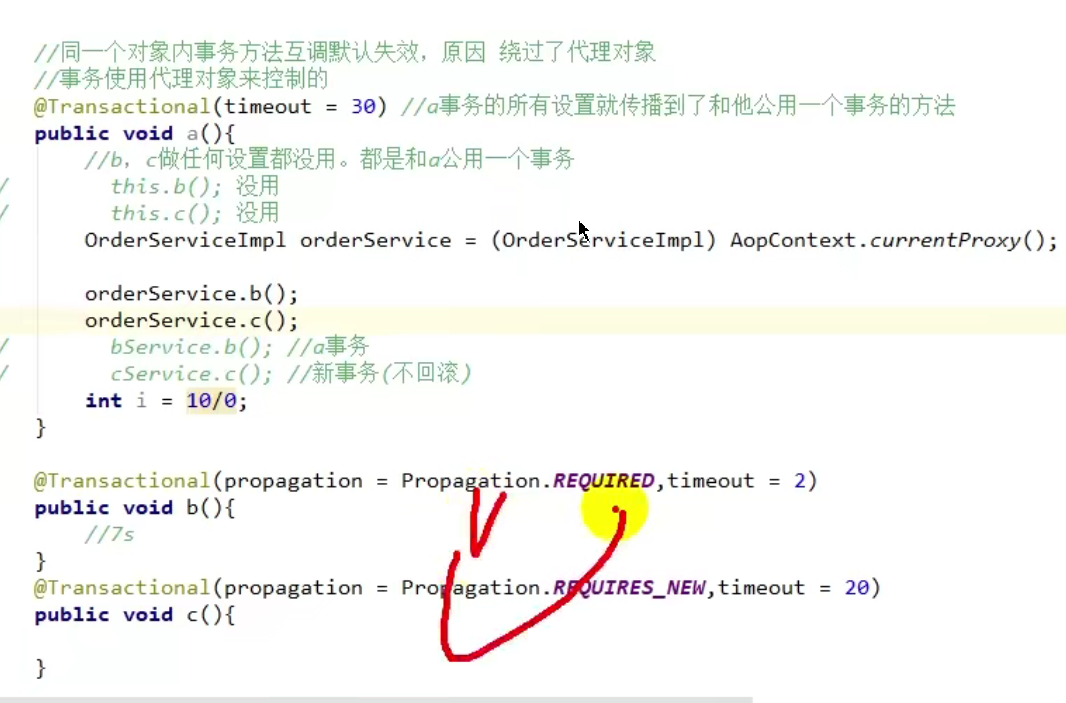 //同一个对象内事务方法互调默认失效，原因 绕过了代理对象
//事务使用代理对象来控制的
@Transactional(timeout = 30) //a事务的所有设置就传播到了和他公用一个事务的方法
public void a(){
//b，c做任何设置都没用。都是和a公用一个事务
/ this.b(); 没用
/ this.c(); 没用
OrderServiceImpl orderService = (OrderServiceImpl) AopContext.currentProxy();
orderService.b();
orderService.c();
/ bService.b(); //a事务
/ cService.c(); //新事务(不回滚)
int i = 10/0;
}
@Transactional(propagation = Propagation.REQUIRED,timeout = 2)
public void b(){
//7s
}
@Transactional(propagation = Propagation.REQUIRES_NEW,timeout = 20)
public void c(){
}